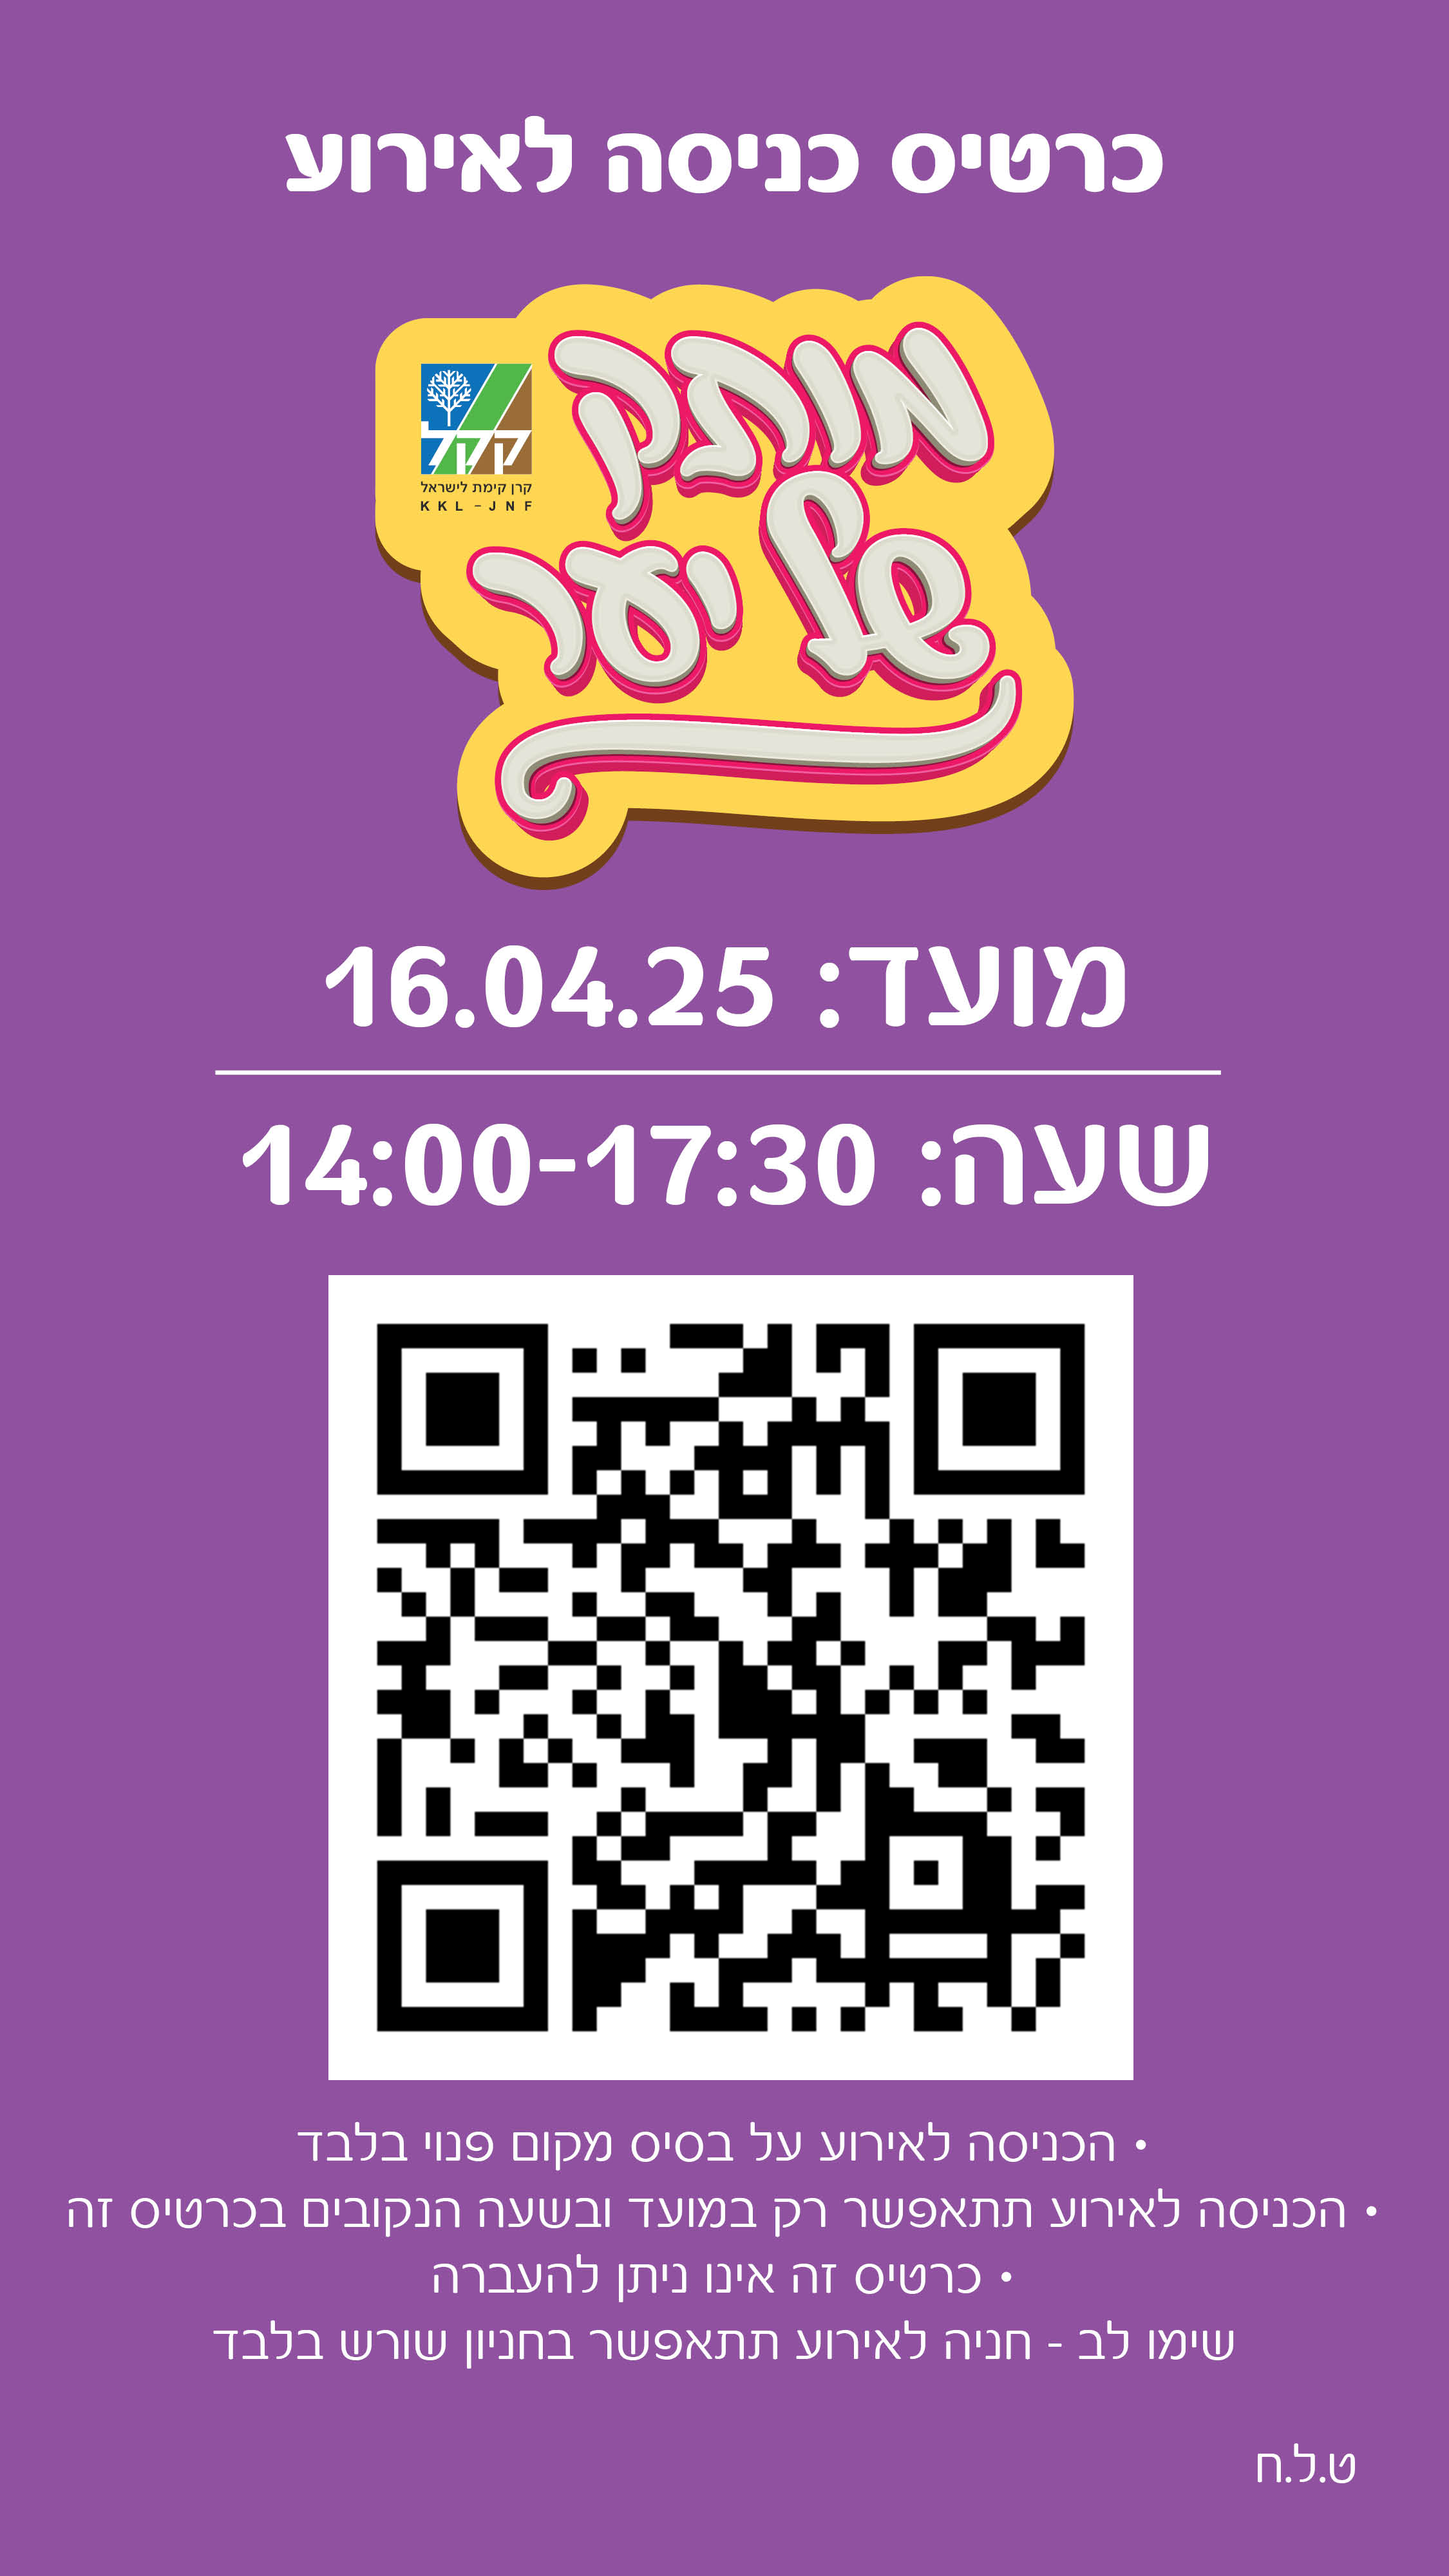 כרטיס כניסה לאירוע
מותק
של יער
קקל
קרן קימת לישראל
KKL-JNF
מועד: 16.04.25
שעה: 14:00-17:30
• הכניסה לאירוע על בסיס מקום פנוי בלבד
• הכניסה לאירוע תתאפשר רק במועד ובשעה הנקובים בכרטיס זה
• כרטיס זה אינו ניתן להעברה
שימו לב - חניה לאירוע תתאפשר בחניון שורש בלבד
ט.ל.ח